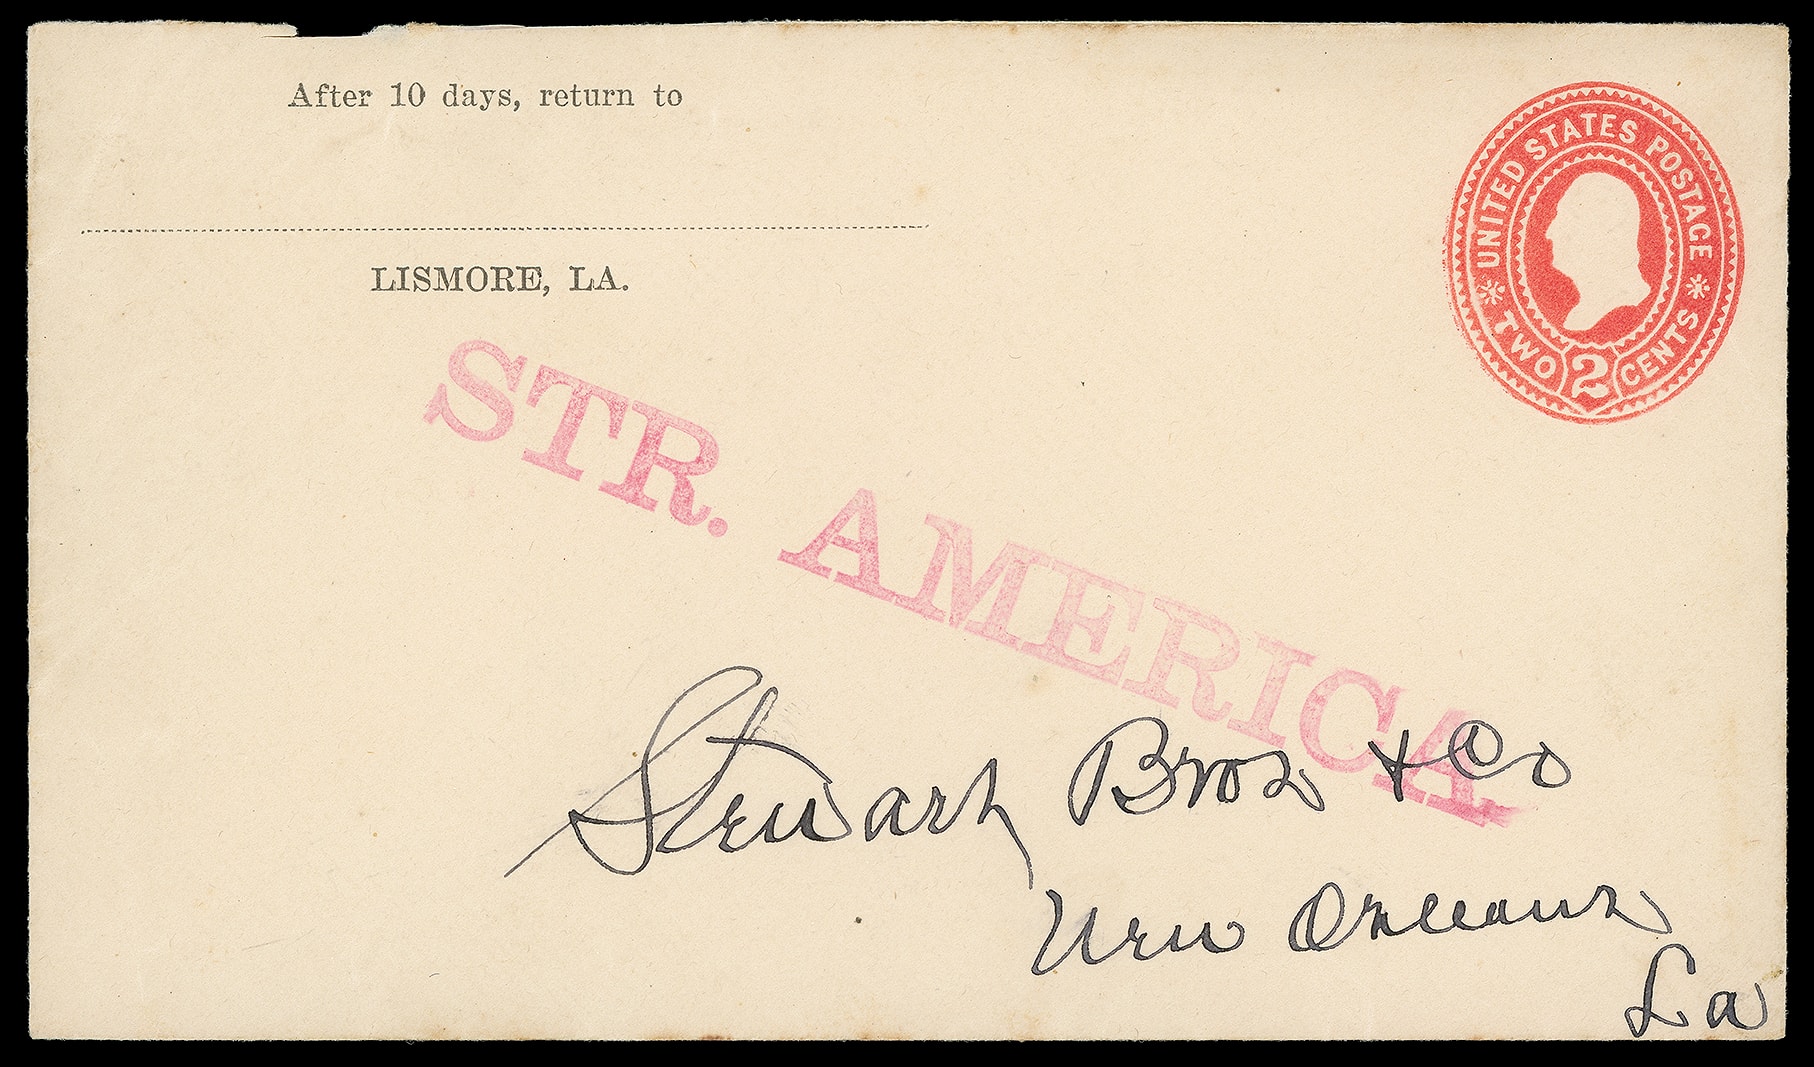 After 10 days, return to
LISMORE, LA.
UNITED STATES POSTAGE
TWO 2 CENTS
STR. AMERICA
Stewart Bros + Co
New Orleans
La